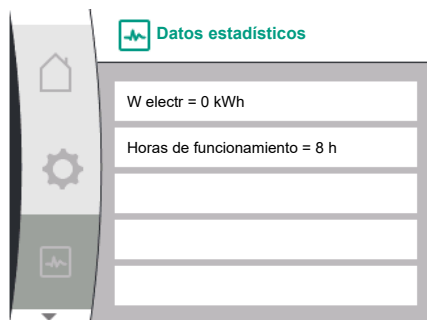 Datos estadísticos
W electr = 0 kWh
Horas de funcionamiento = 8 h